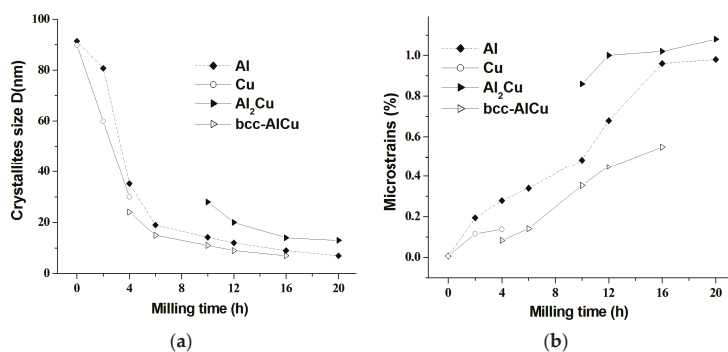 100
80
60
40
20
0
Crystallites size D(nm)
Al
Cu
Al₂Cu
bcc-AlCu
0 4 8 12 16 20
Milling time (h)
(a)
1.0
0.8
0.6
0.4
0.2
0.0
Microstrains (%)
Al
Cu
Al₂Cu
bcc-AlCu
0 4 8 12 16 20
Milling time (h)
(b)